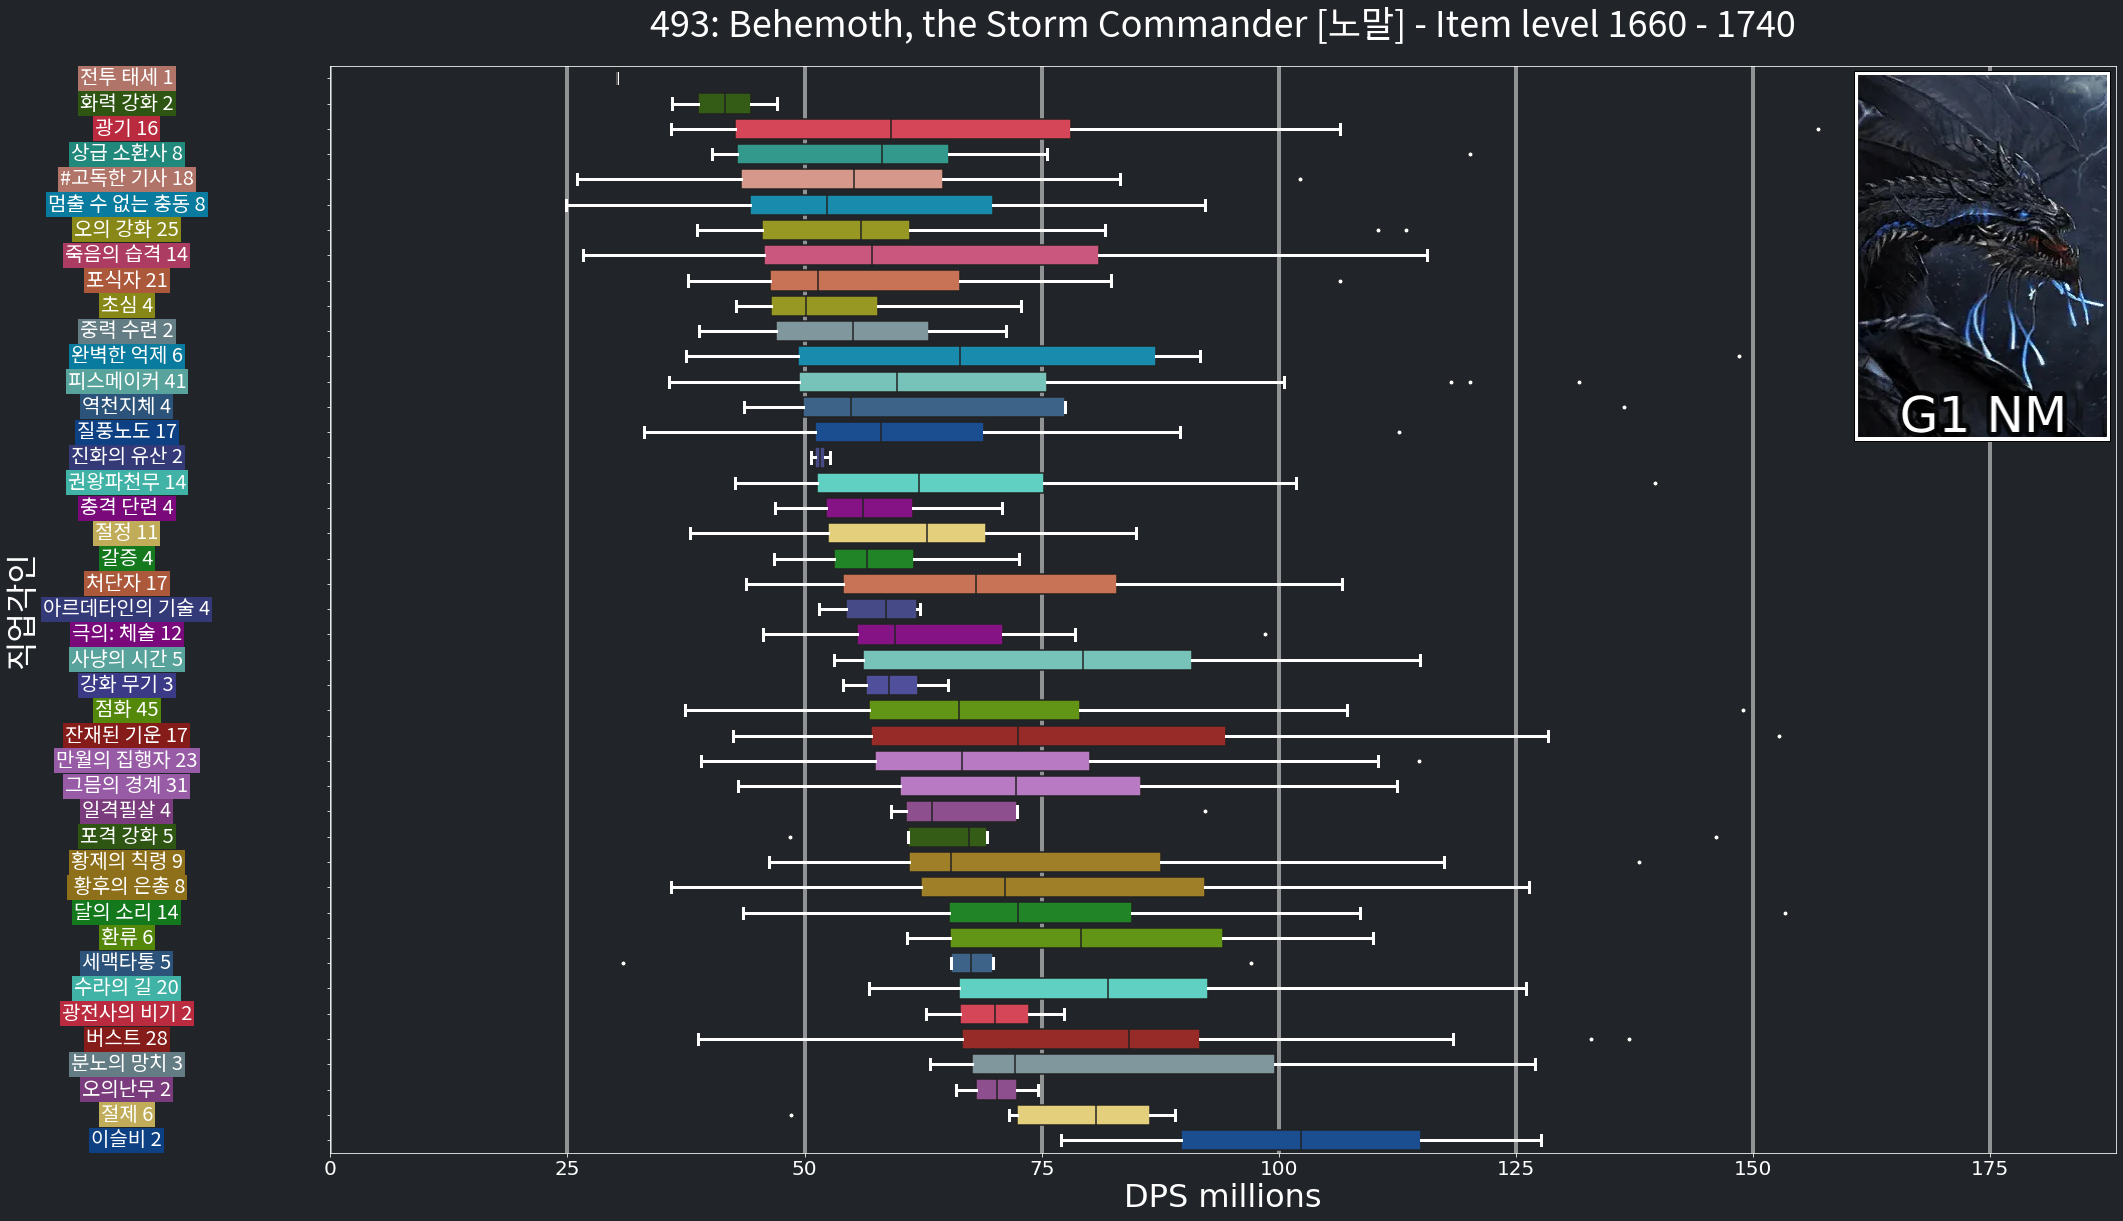 493: Behemoth, the Storm Commander [노말] - Item level 1660 - 1740
전투 태세 1
화력 강화 2
광기 16
상급 소환사 8
#고독한 기사 18
멈출 수 없는 충동 8
오의 강화 25
죽음의 습격 14
포식자 21
초심 4
중력 수련 2
완벽한 억제 6
피스메이커 41
역천지체 4
질풍노도 17
진화의 유산 2
권왕파천무 14
충격 단련 4
절정 11
갈증 4
처단자 17
아르데타인의 기술 4
극의: 체술 12
사냥의 시간 5
강화 무기 3
점화 45
잔재된 기운 17
만월의 집행자 23
그믐의 경계 31
일격필살 4
포격 강화 5
황제의 칙령 9
황후의 은총 8
달의 소리 14
환류 6
세맥타통 5
수라의 길 20
광전사의 비기 2
버스트 28
분노의 망치 3
오의난무 2
절제 6
이슬비 2
직업각인
G1 NM
0 25 50 75 100 125 150 175
DPS millions